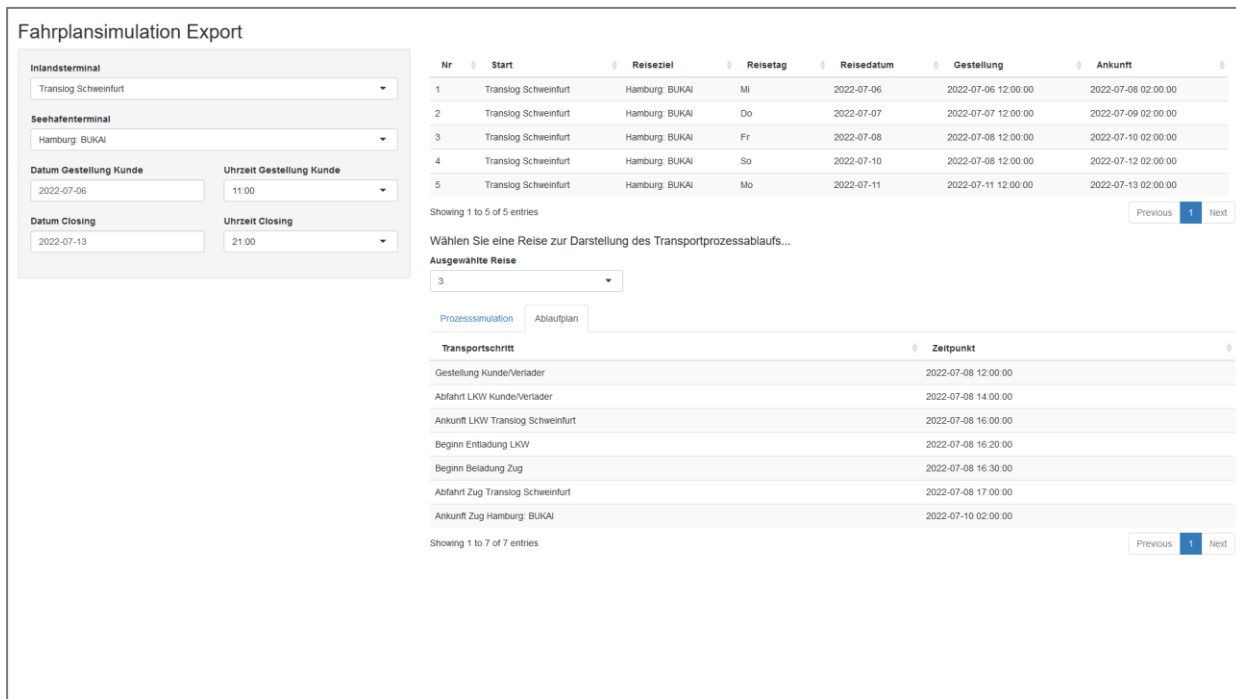 Fahrplansimulation Export
Inlandsterminal
Translog Schweinfurt
Seehafenterminal
Hamburg: BUKAI
Datum Gestellung Kunde Uhrzeit Gestellung Kunde
2022-07-06 11:00
Datum Closing Uhrzeit Closing
2022-07-13 21:00
Nr Start Reiseziel Reisetag Reisedatum Gestellung Ankunft
1 Translog Schweinfurt Hamburg: BUKAI Mi 2022-07-06 2022-07-06 12:00:00 2022-07-08 02:00:00
2 Translog Schweinfurt Hamburg: BUKAI Do 2022-07-07 2022-07-07 12:00:00 2022-07-09 02:00:00
3 Translog Schweinfurt Hamburg: BUKAI Fr 2022-07-08 2022-07-08 12:00:00 2022-07-10 02:00:00
4 Translog Schweinfurt Hamburg: BUKAI So 2022-07-10 2022-07-08 12:00:00 2022-07-12 02:00:00
5 Translog Schweinfurt Hamburg: BUKAI Mo 2022-07-11 2022-07-11 12:00:00 2022-07-13 02:00:00
Showing 1 to 5 of 5 entries Previous 1 Next
Wählen Sie eine Reise zur Darstellung des Transportprozessablaufs...
Ausgewählte Reise
3
Prozesssimulation Ablaufplan
Transportschritt Zeitpunkt
Gestellung Kunde/Verlader 2022-07-08 12:00:00
Abfahrt LKW Kunde/Verlader 2022-07-08 14:00:00
Ankunft LKW Translog Schweinfurt 2022-07-08 16:00:00
Beginn Entladung LKW 2022-07-08 16:20:00
Beginn Beladung Zug 2022-07-08 16:30:00
Abfahrt Zug Translog Schweinfurt 2022-07-08 17:00:00
Ankunft Zug Hamburg: BUKAI 2022-07-10 02:00:00
Showing 1 to 7 of 7 entries Previous 1 Next